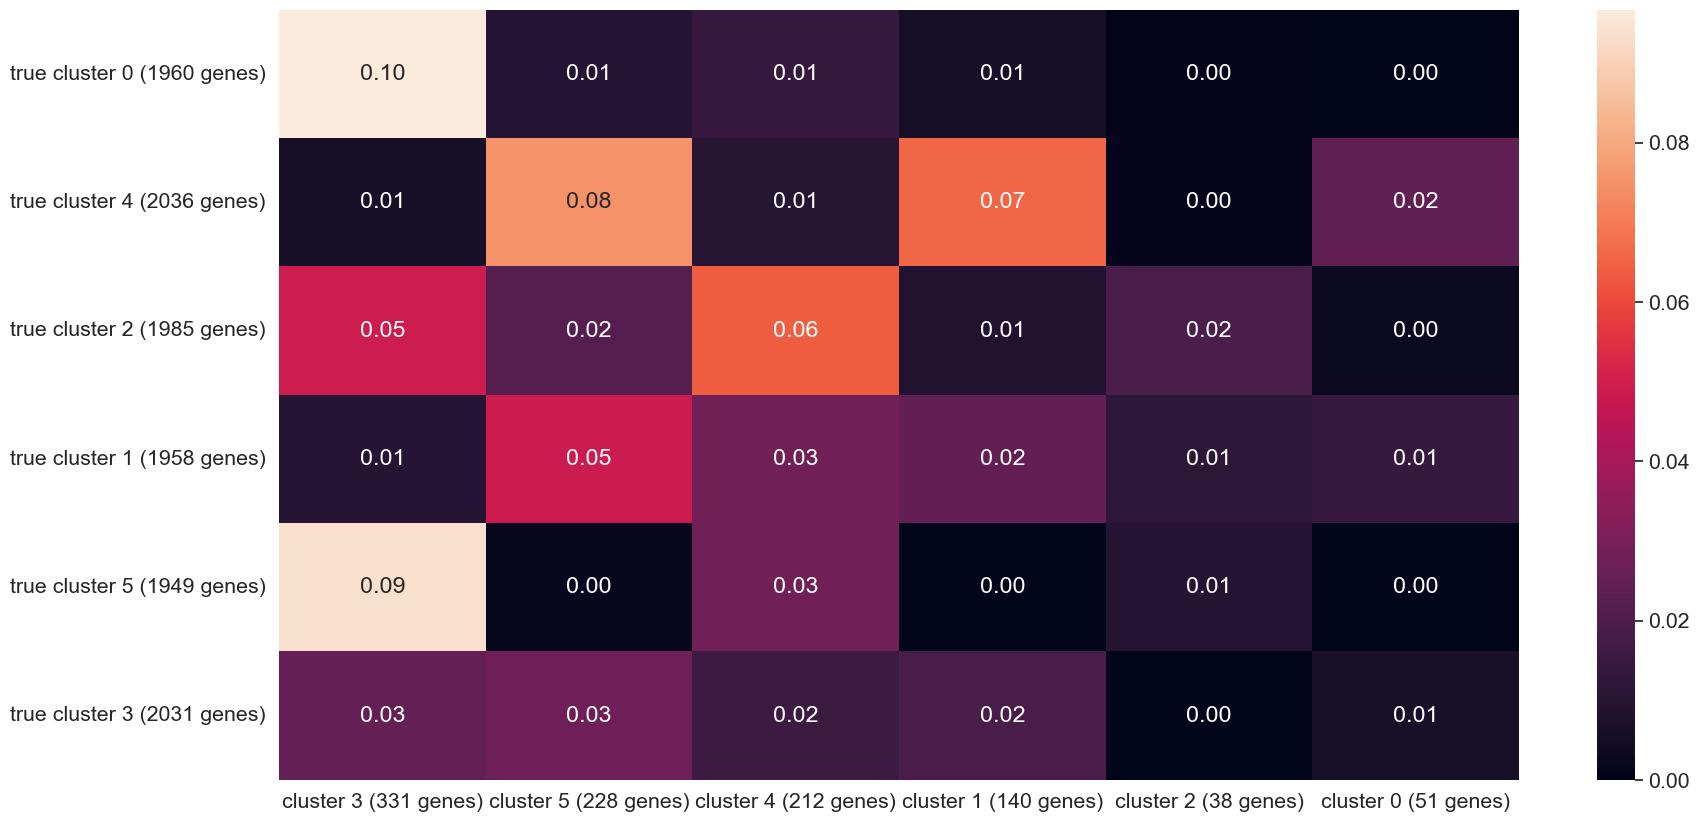 true cluster 0 (1960 genes) 0.10 0.01 0.01 0.01 0.00 0.00
0.08
true cluster 4 (2036 genes) 0.01 0.08 0.01 0.07 0.00 0.02
0.06
true cluster 2 (1985 genes) 0.05 0.02 0.06 0.01 0.02 0.00
0.04
true cluster 1 (1958 genes) 0.01 0.05 0.03 0.02 0.01 0.01
true cluster 5 (1949 genes) 0.09 0.00 0.03 0.00 0.01 0.00
0.02
true cluster 3 (2031 genes) 0.03 0.03 0.02 0.02 0.00 0.01
0.00
cluster 3 (331 genes) cluster 5 (228 genes) cluster 4 (212 genes) cluster 1 (140 genes) cluster 2 (38 genes) cluster 0 (51 genes)